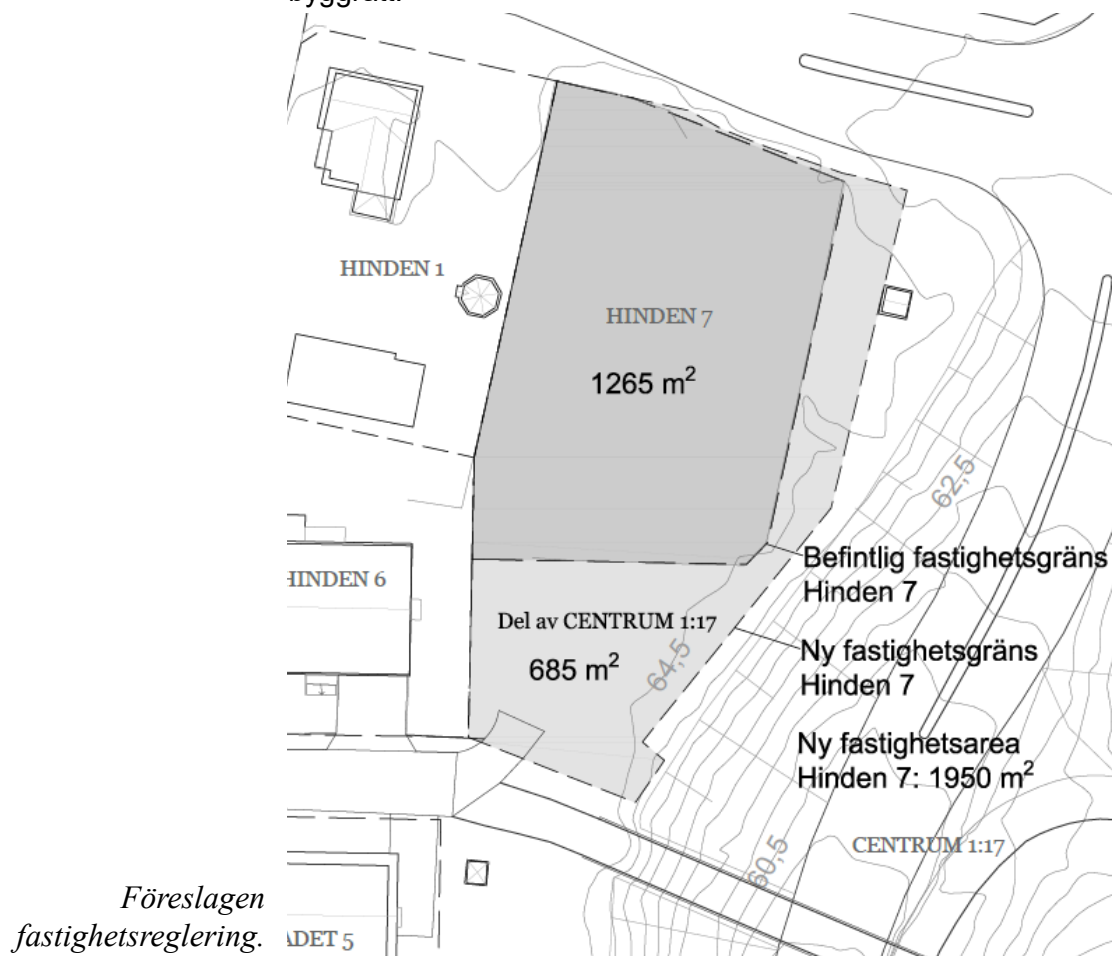 HINDEN 1
HINDEN 7
1265 m²
62,5
Befintlig fastighetsgräns
Hinden 7
HINDEN 6
Del av CENTRUM 1:17
685 m²
64,5
Ny fastighetsgräns
Hinden 7
Ny fastighetsarea
Hinden 7: 1950 m²
CENTRUM 1:17
60,5
Föreslagen
fastighetsreglering.
ADET 5